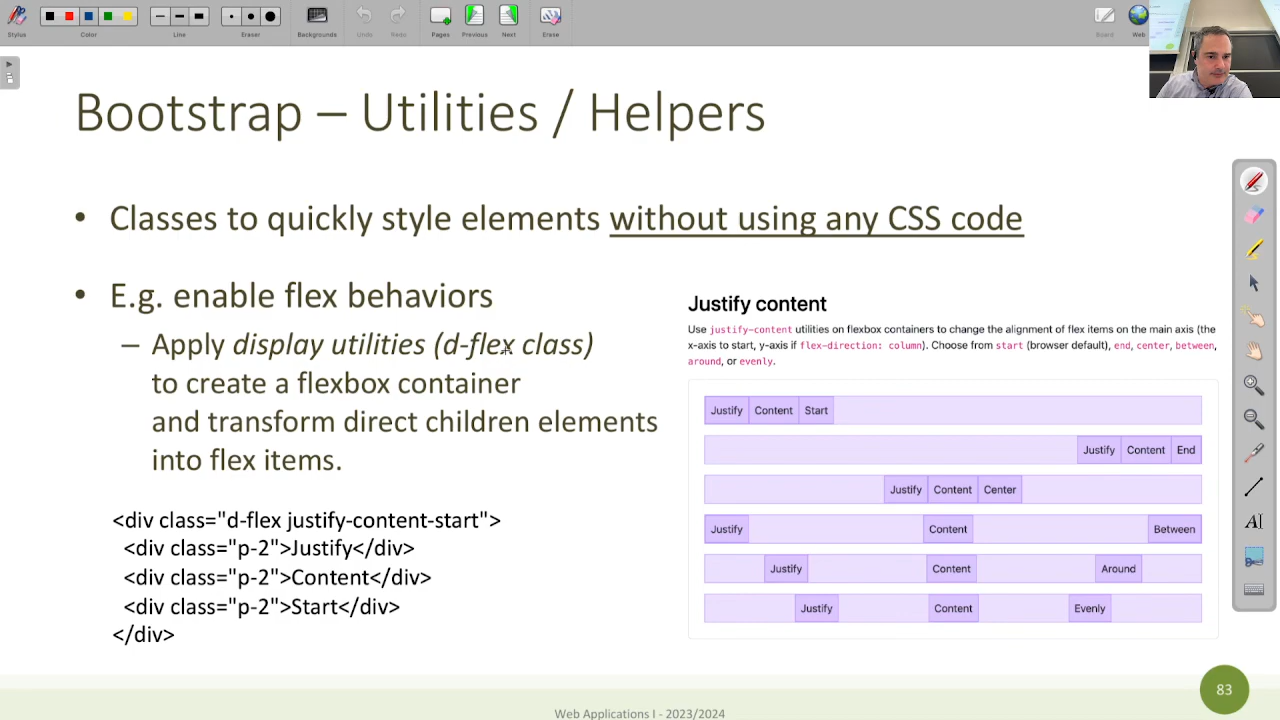 Stylus Color Line Eraser Backgrounds Undo Redo Pages Previous Next Erase Board Web
Bootstrap – Utilities / Helpers
• Classes to quickly style elements without using any CSS code
• E.g. enable flex behaviors
– Apply display utilities (d-flex class)
to create a flexbox container
and transform direct children elements
into flex items.
<div class="d-flex justify-content-start">
<div class="p-2">Justify</div>
<div class="p-2">Content</div>
<div class="p-2">Start</div>
</div>
Justify content
Use justify-content utilities on flexbox containers to change the alignment of flex items on the main axis (the
x-axis to start, y-axis if flex-direction: column). Choose from start (browser default), end, center, between,
around, or evenly.
Justify Content Start
Justify Content End
Justify Content Center
Justify Content Between
Justify Content Around
Justify Content Evenly
AI
83
Web Applications I - 2023/2024